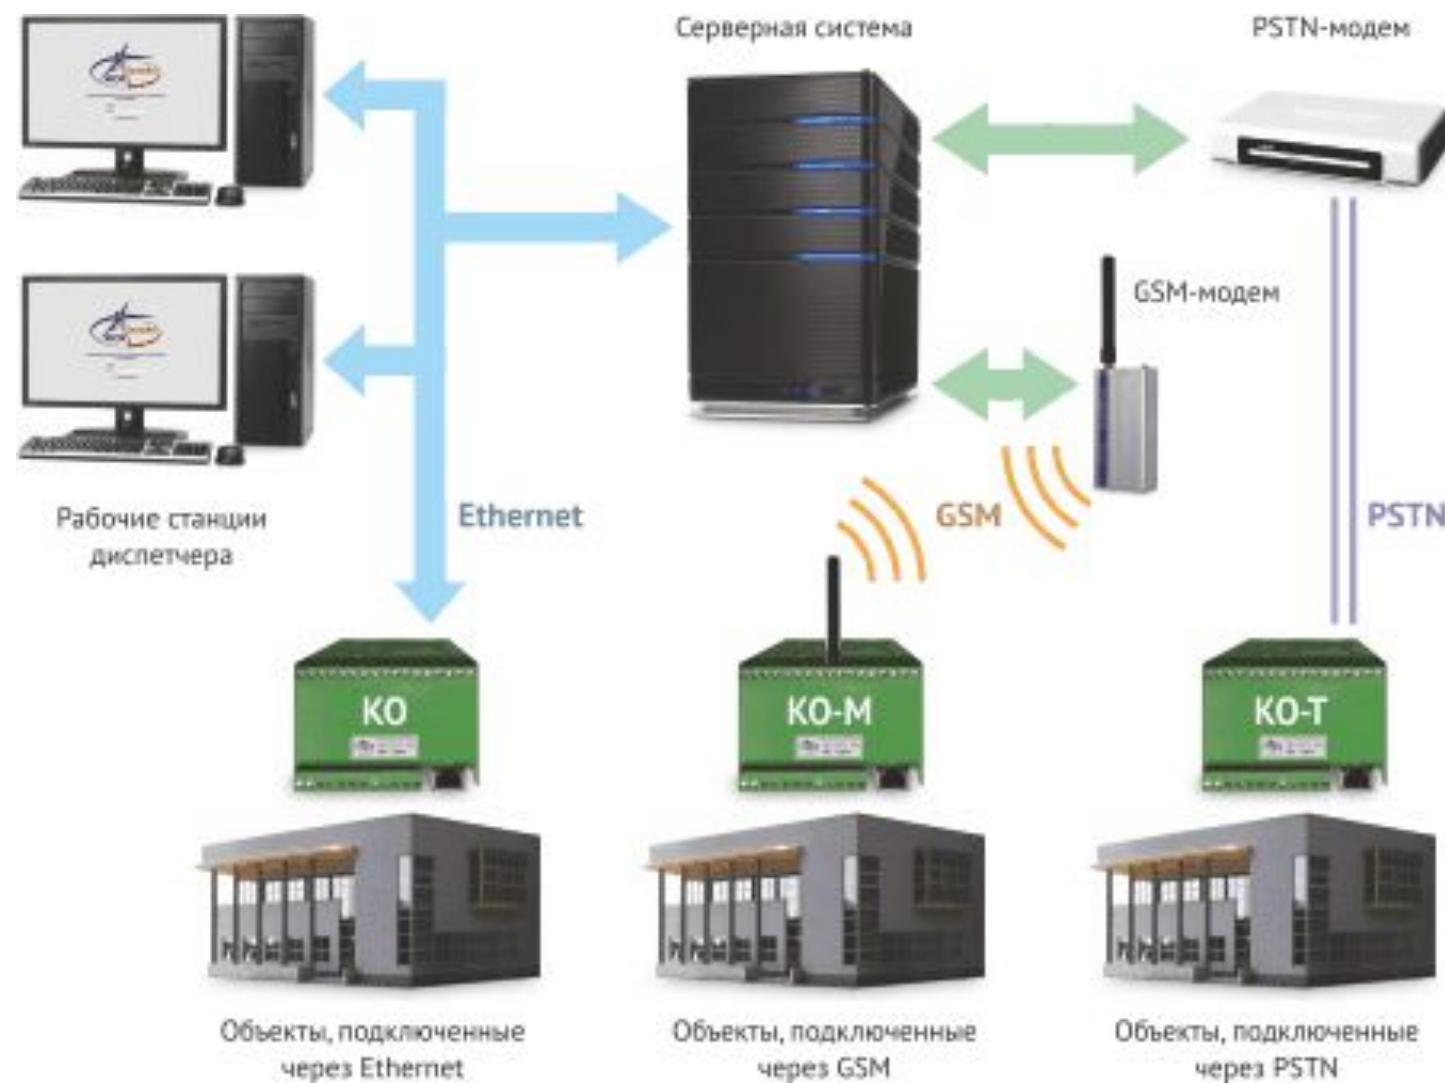 Серверная система
PSTN-модем
GSM-модем
Рабочие станции
диспетчера
Ethernet
GSM
PSTN
КО
КО-М
КО-Т
Объекты, подключенные
через Ethernet
Объекты, подключенные
через GSM
Объекты, подключенные
через PSTN